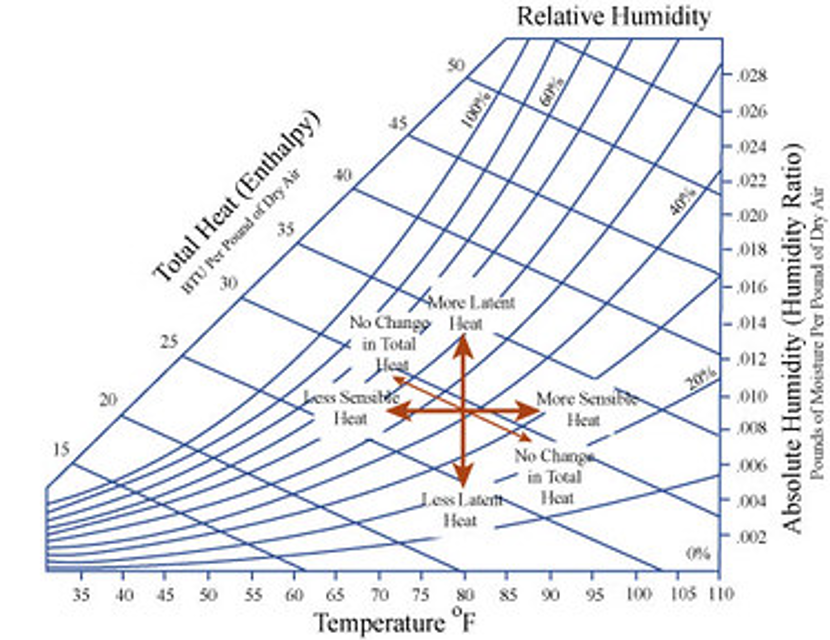 Relative Humidity
Total Heat (Enthalpy)
BTU Per Pound of Dry Air
50
45
40
35
30
25
20
15
100%
60%
40%
20%
0%
.028
.026
.024
.022
.020
.018
.016
.014
.012
.010
.008
.006
.004
.002
Absolute Humidity (Humidity Ratio)
Pounds of Moisture Per Pound of Dry Air
More Latent
Heat
No Change
in Total
Heat
Less Sensible
Heat
More Sensible
Heat
No Change
in Total
Heat
Less Latent
Heat
35 40 45 50 55 60 65 70 75 80 85 90 95 100 105 110
Temperature °F